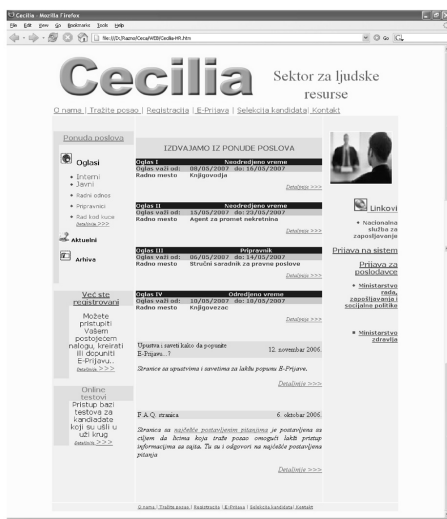 Cecilia - Mozilla Firefox
File Edit View Go Bookmarks Tools Help
Go
Cecilia
Sektor za ljudske
resurse
O nama | Tražite posao | Registracija | E-Prijava | Selekcija kandidata | Kontakt
Ponuda poslova
Oglasi
• Interni
• Javni
• Radni odnos
• Pripravnici
• Rad kod kuce
Detaljnije >>>
Aktuelni
Arhiva
Već ste
registrovani
Možete
pristupiti
Vašem
postojećem
nalogu, kreirati
ili dopuniti
E-Prijavu...
Detaljnije >>>
Online
testovi
Pristup bazi
testova za
kandiadate
koji su ušli u
uži krug
Detaljnije >>>
IZDVAJAMO IZ PONUDE POSLOVA
Oglas I Neodredjeno vreme
Oglas važi od: 09/05/2007 do: 16/05/2007
Radno mesto Knjigovodja
Detaljnije >>>
Oglas II Neodredjeno vreme
Oglas važi od: 15/05/2007 do: 22/05/2007
Radno mesto Agent za promet nekretnina
Detaljnije >>>
Oglas III Pripravnik
Oglas važi od: 06/05/2007 do: 14/05/2007
Radno mesto Stručni saradnik za pravne poslove
Detaljnije >>>
Oglas IV Odredjeno vreme
Oglas važi od: 10/05/2007 do: 18/05/2007
Radno mesto Knjigovezac
Detaljnije >>>
Uputstva i saveti kako da popunite
E-Prijavu...? 12. novembar 2006.
Stranice sa uputstvima i savetima za lakšu popunu E-Prijave.
Detaljnije >>>
F.A.Q. stranica 6. oktobar 2006.
Stranica sa najčešće postavljenim pitanjima je postavljena sa
ciljem da licima koja traže posao omogući lakši pristup
informacijama sa sajta. Tu su i odgovori na najčešće postavljena
pitanja
Detaljnije >>>
Linkovi
• Nacionalna
služba za
zapošljavanje
Prijava na sistem
Prijava za
poslodavce
• Ministarstvo
rada,
zapošljavanja i
socijalne politike
• Ministarstvo
zdravlja
O nama | Tražite posao | Registracija | E-Prijava | Selekcija kandidata | Kontakt